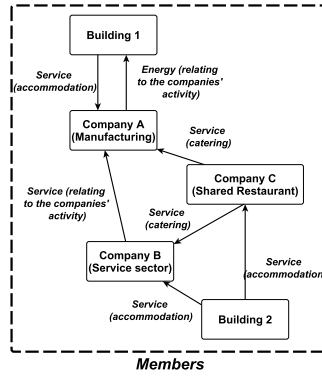 Building 1
Service
(accommodation)
Energy (relating
to the companies'
activity)
Company A
(Manufacturing)
Service
(catering)
Company C
(Shared Restaurant)
Service (relating
to the companies'
activity)
Service
(catering)
Company B
(Service sector)
Service
(accommodation
Service
(accommodation)
Building 2
Members